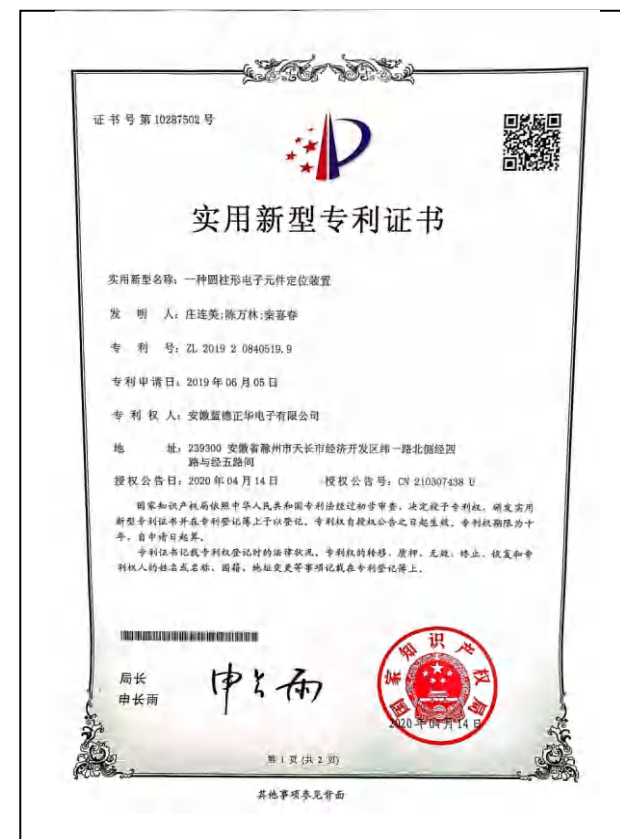 证书号第10287502号
实用新型专利证书
实用新型名称：一种圆柱形电子元件定位装置
发 明 人：庄连美;陈万林;栾喜春
专 利 号：ZL 2019 2 0840519.9
专利申请日：2019年06月05日
专 利 权 人：安徽蓝德正华电子有限公司
地 址：239300 安徽省滁州市天长市经济开发区纬一路北侧经四
路与经五路间
授权公告日：2020年04月14日 授权公告号：CN 210307438 U
国家知识产权局依照中华人民共和国专利法经过初步审查，决定授予专利权，颁发实用
新型专利证书并在专利登记簿上予以登记。专利权自授权公告之日起生效。专利权期限为十
年，自申请日起算。
专利证书记载专利权登记时的法律状况。专利权的转移、质押、无效、终止、恢复和专
利权人的姓名或名称、国籍、地址变更等事项记载在专利登记簿上。
局长
申长雨
申长雨
国家知识产权局
2020年04月14日
第 1 页 (共 2 页)
其他事项参见背面